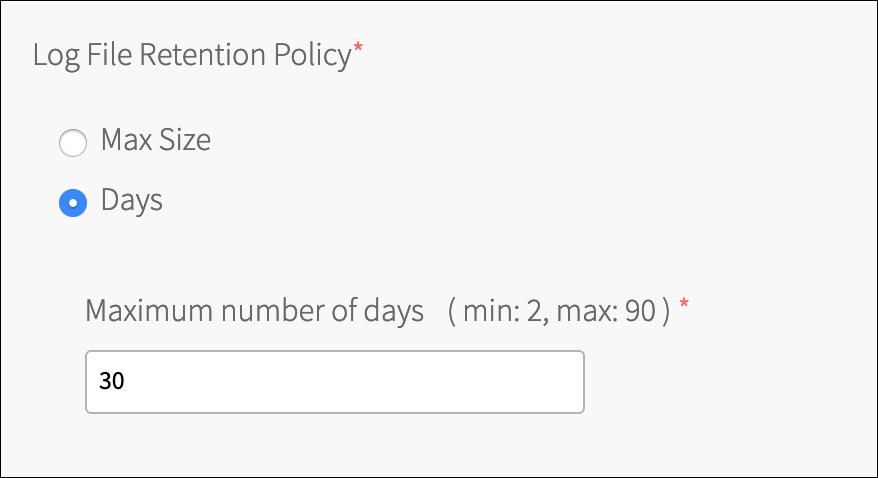 Log File Retention Policy*
Max Size
Days
Maximum number of days ( min: 2, max: 90 ) *
30